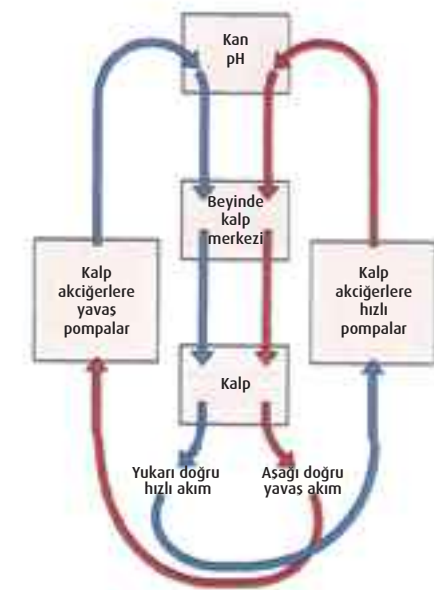 Kan
pH
Beyinde
kalp
merkezi
Kalp
akciğerlere
yavaş
pompalar
Kalp
akciğerlere
hızlı
pompalar
Kalp
Yukarı doğru
hızlı akım
Aşağı doğru
yavaş akım